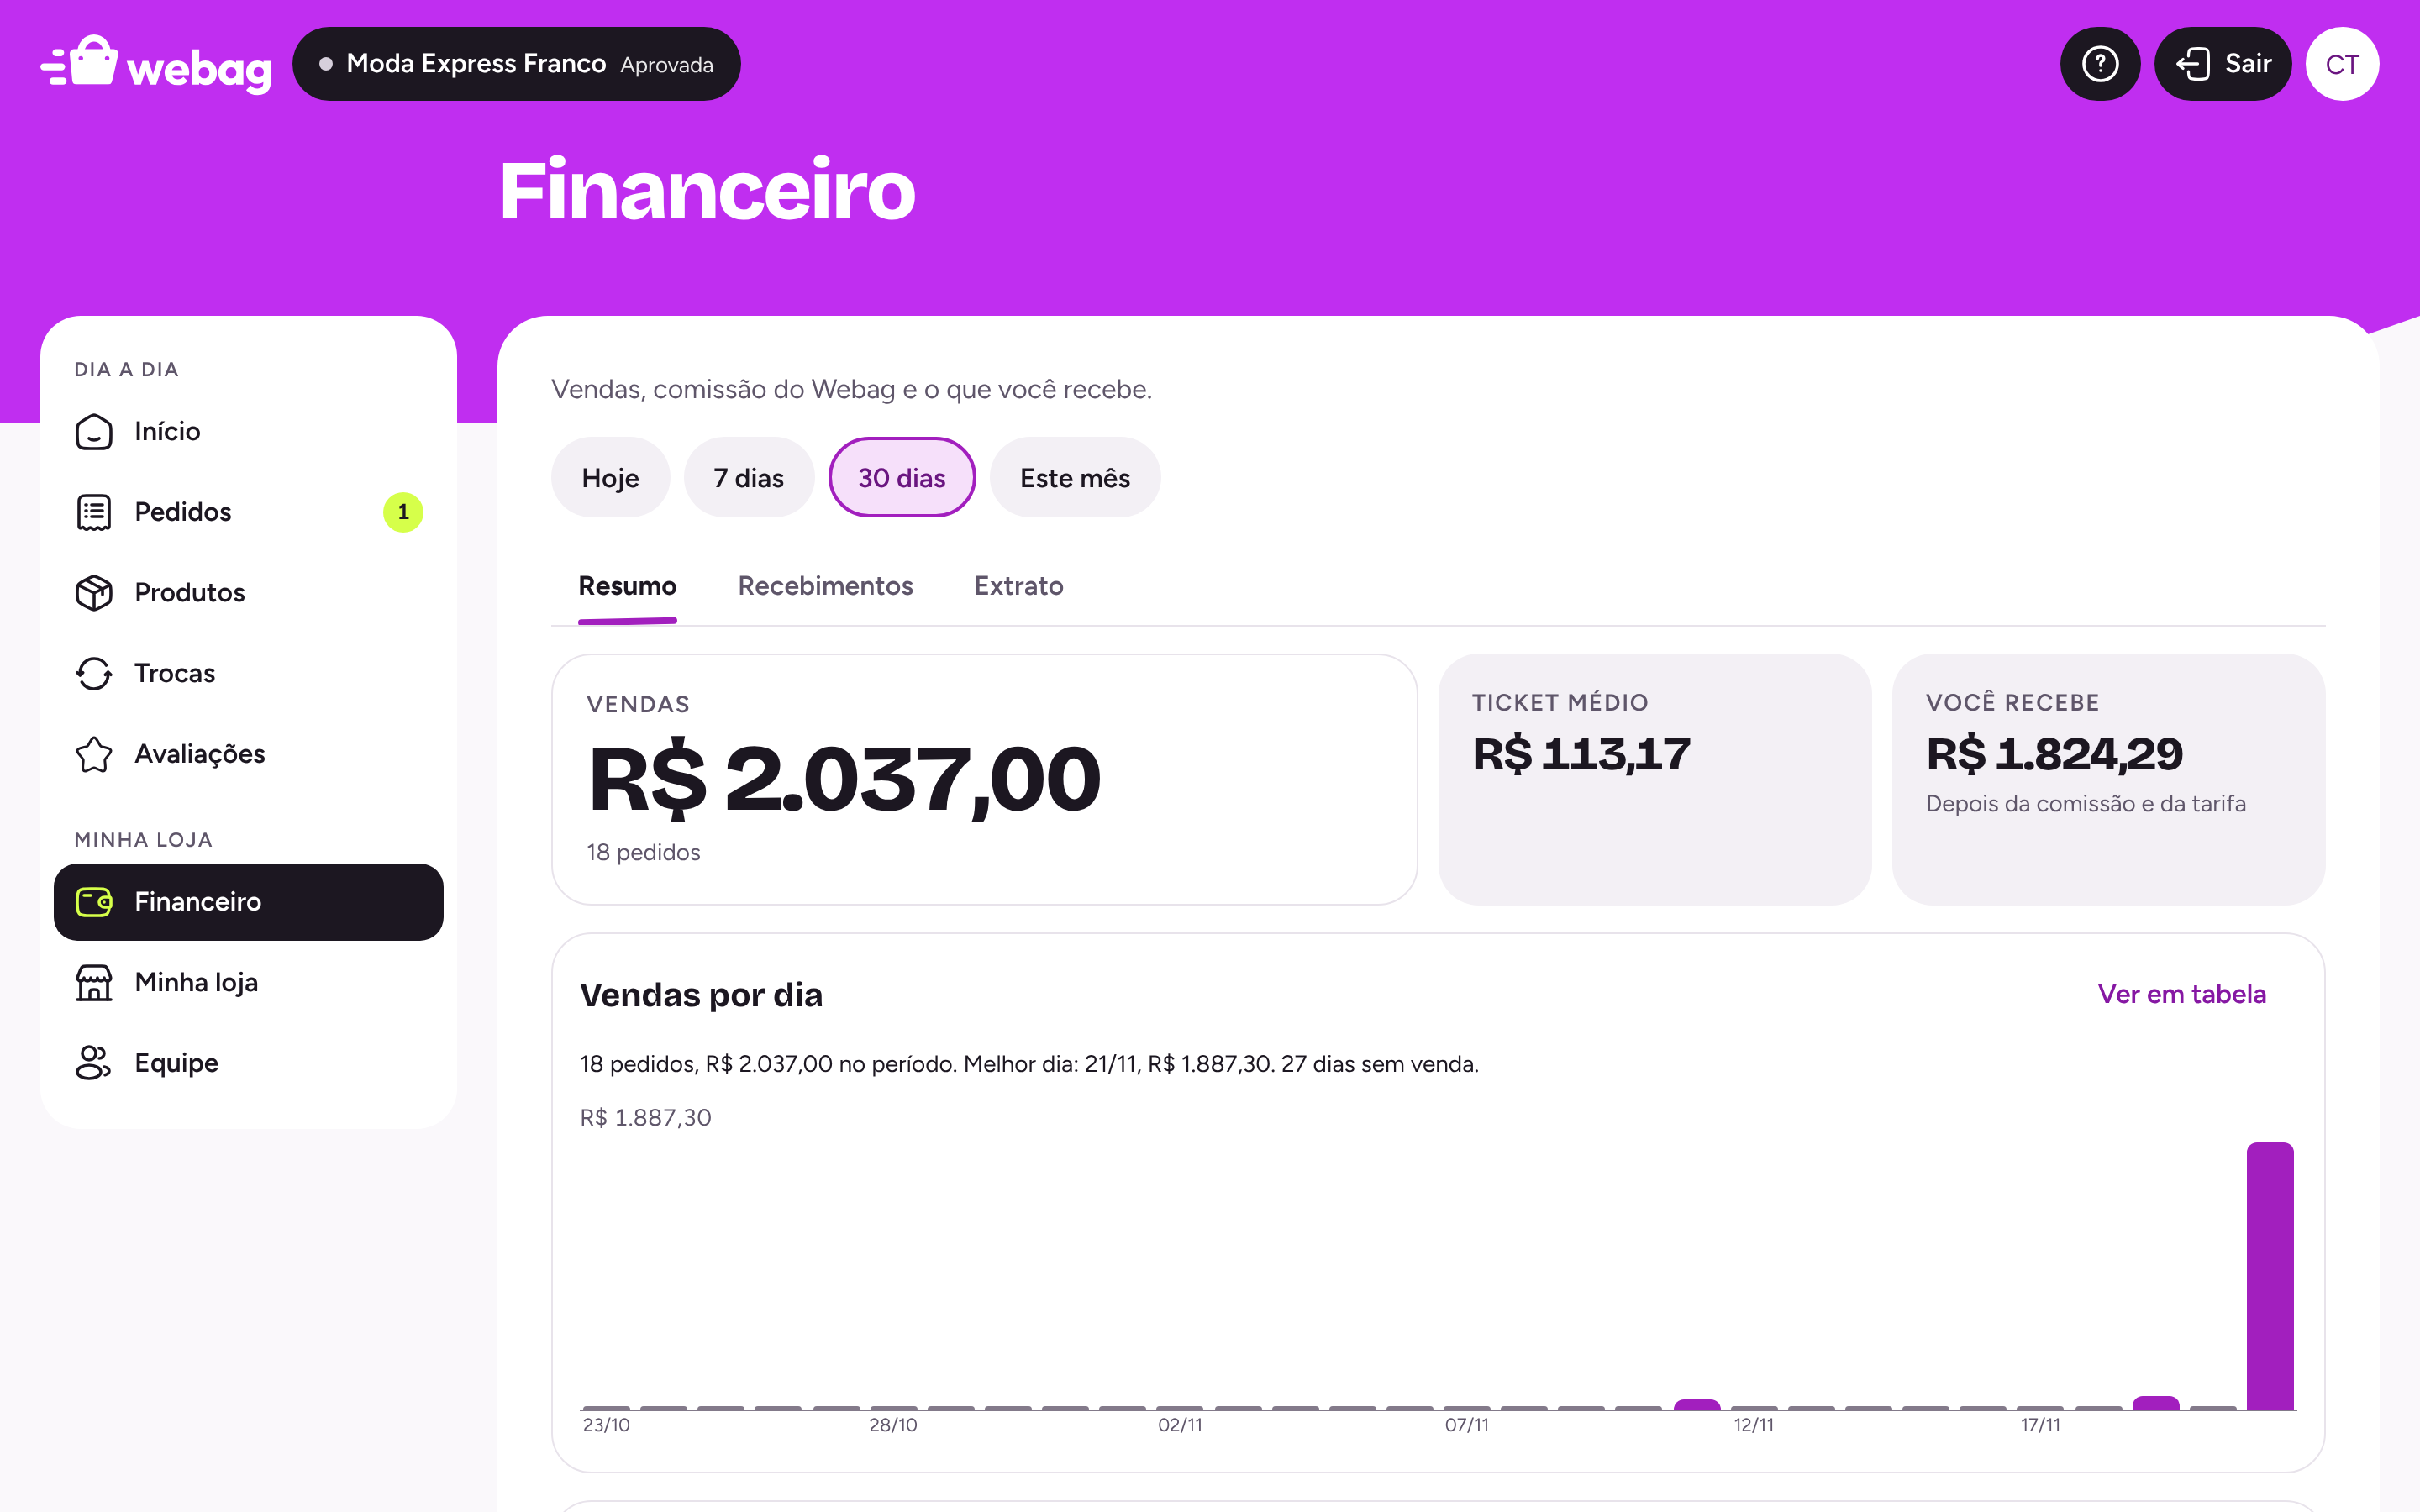 webag
Moda Express Franco Aprovada
Sair
CT
Financeiro
DIA A DIA
Início
Pedidos 1
Produtos
Trocas
Avaliações
MINHA LOJA
Financeiro
Minha loja
Equipe
Vendas, comissão do Webag e o que você recebe.
Hoje 7 dias 30 dias Este mês
Resumo Recebimentos Extrato
VENDAS
R$ 2.037,00
18 pedidos
TICKET MÉDIO
R$ 113,17
VOCÊ RECEBE
R$ 1.824,29
Depois da comissão e da tarifa
Vendas por dia
Ver em tabela
18 pedidos, R$ 2.037,00 no período. Melhor dia: 21/11, R$ 1.887,30. 27 dias sem venda.
R$ 1.887,30
23/10 28/10 02/11 07/11 12/11 17/11